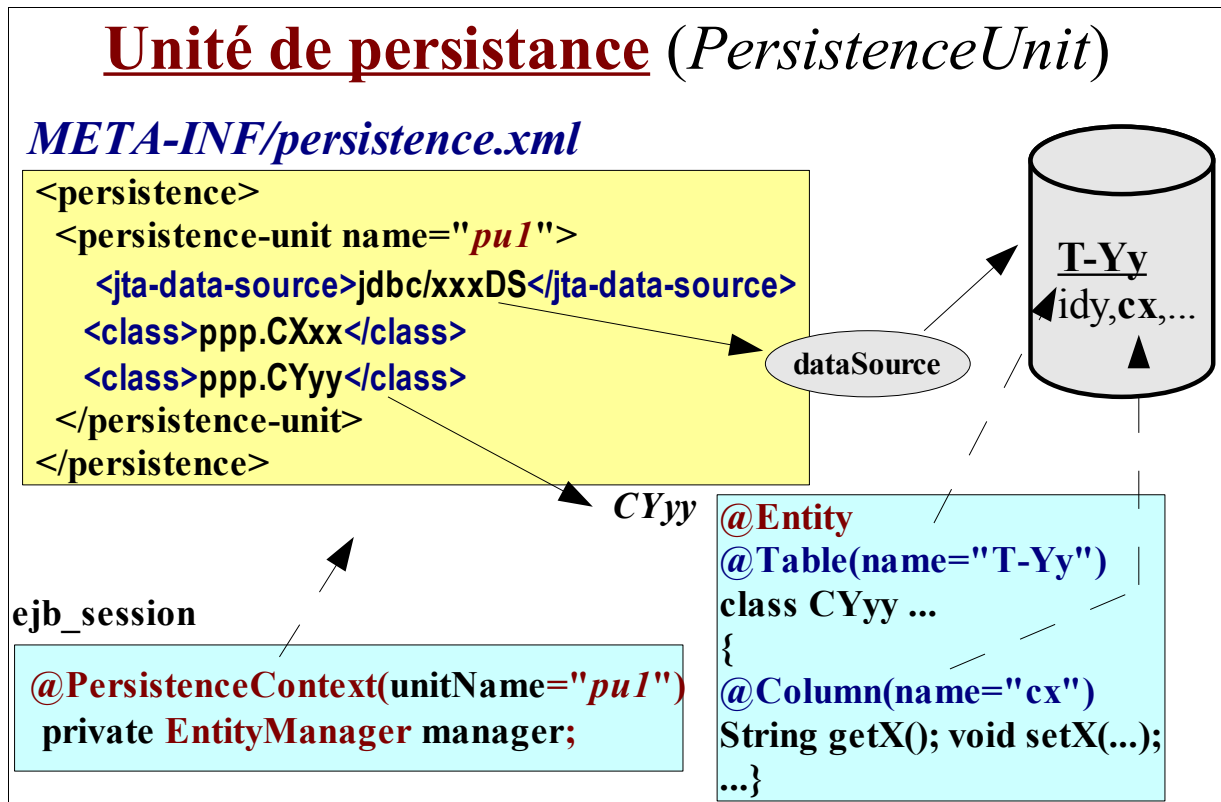 Unité de persistance (PersistenceUnit)
META-INF/persistence.xml
<persistence>
<persistence-unit name="pu1">
<jta-data-source>jdbc/xxxDS</jta-data-source>
<class>ppp.CXxx</class>
<class>ppp.CYyy</class>
</persistence-unit>
</persistence>
dataSource
T-Yy
idy,cx,...
CYyy
@Entity
@Table(name="T-Yy")
class CYyy ...
{
@Column(name="cx")
String getX(); void setX(...);
...}
ejb_session
@PersistenceContext(unitName="pu1")
private EntityManager manager;